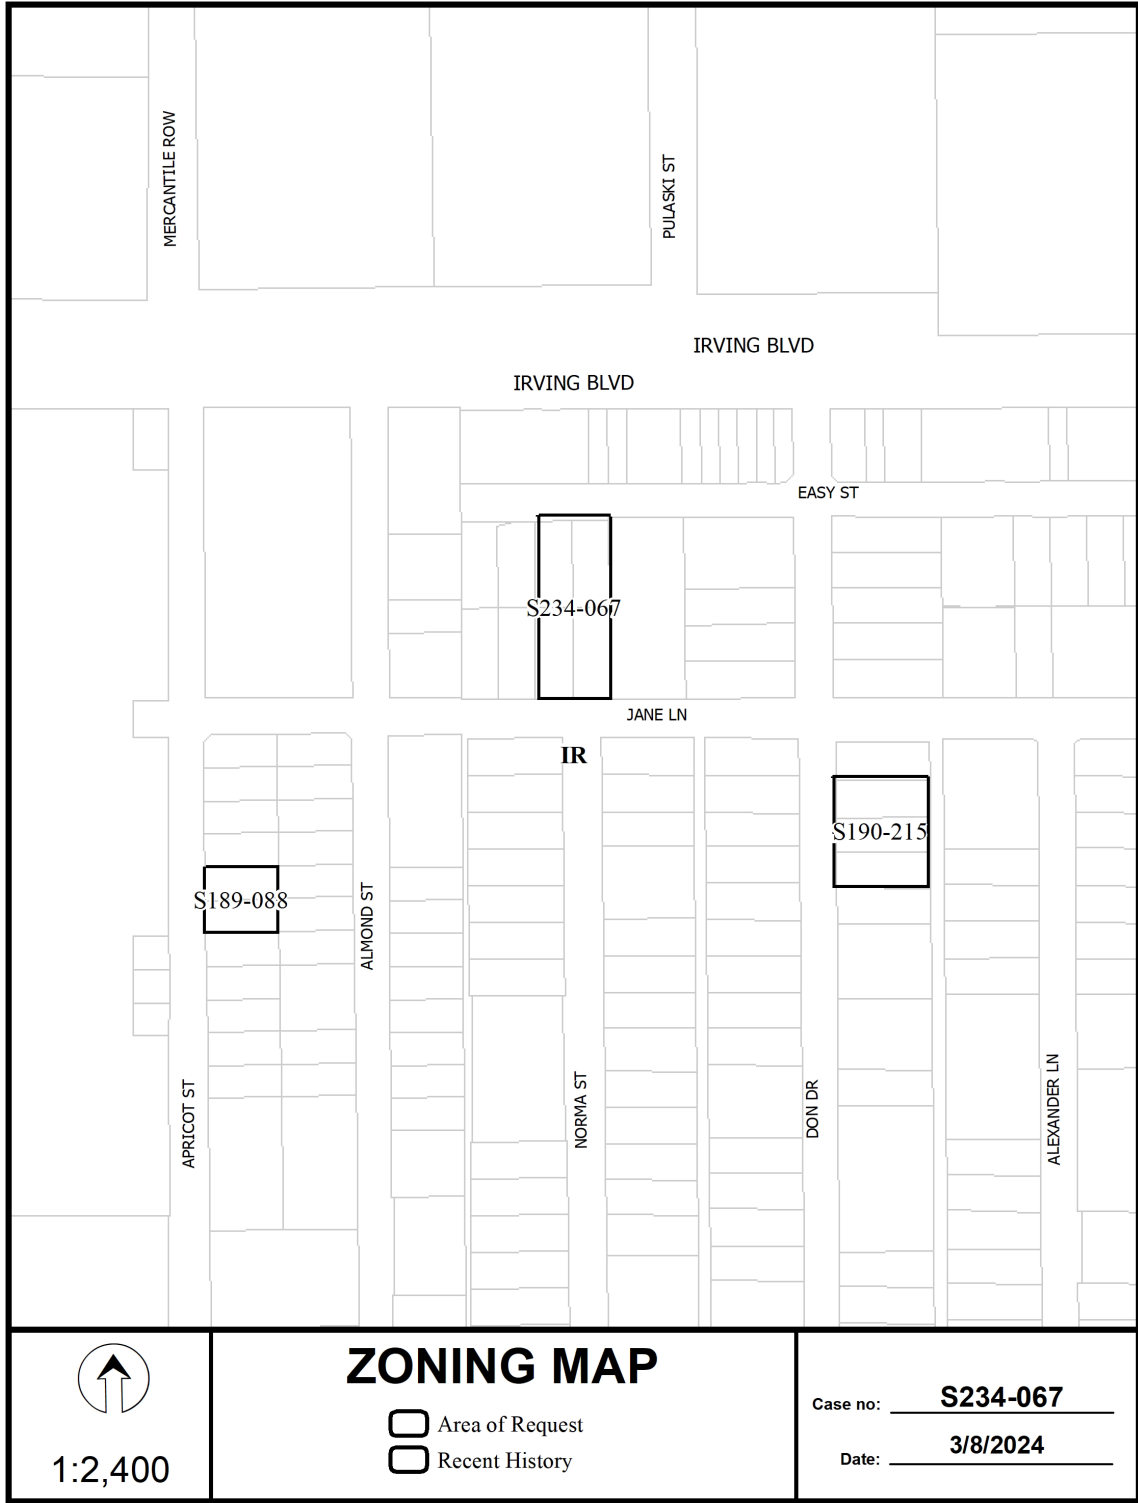 MERCANTILE ROW
PULASKI ST
IRVING BLVD
IRVING BLVD
EASY ST
S234-067
JANE LN
IR
S190-215
S189-088
ALMOND ST
APRICOT ST
NORMA ST
DON DR
ALEXANDER LN
1:2,400
ZONING MAP
Area of Request
Recent History
Case no: S234-067
Date: 3/8/2024